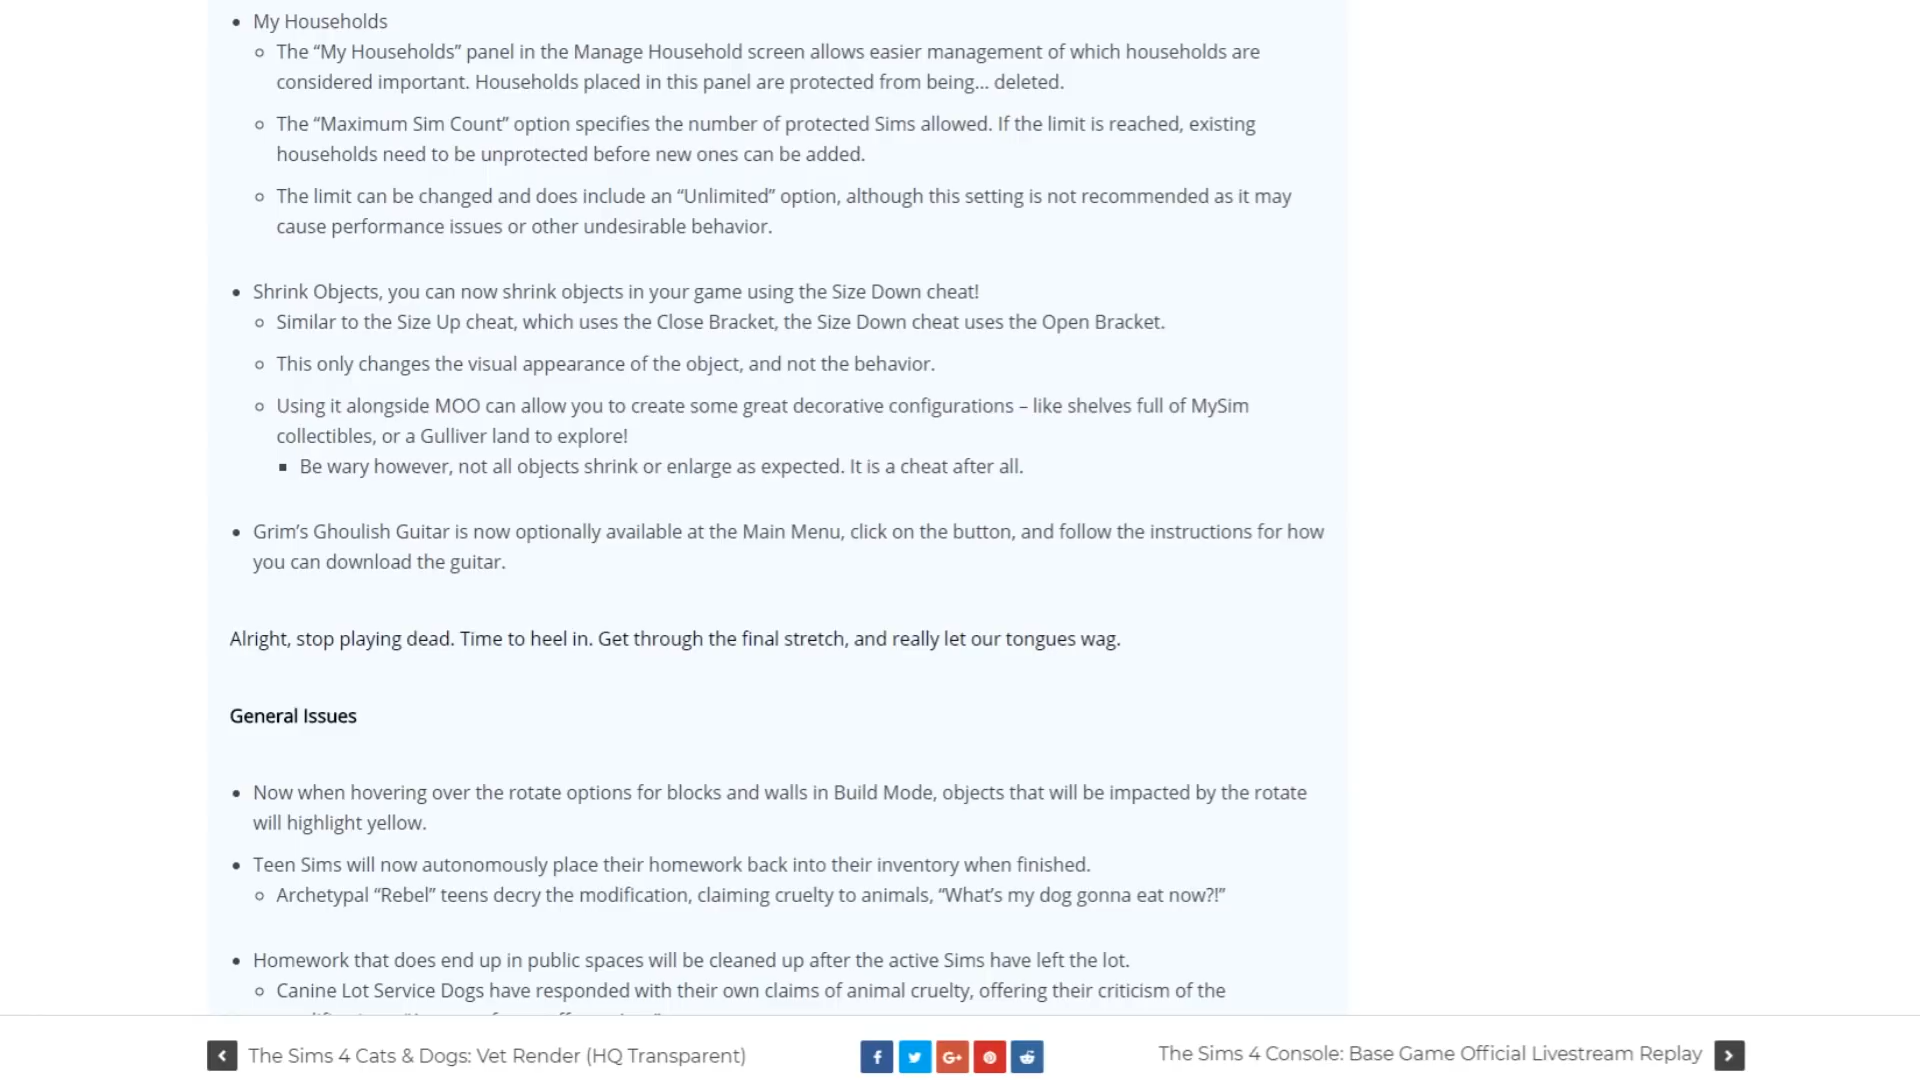 My Households
The “My Households” panel in the Manage Household screen allows easier management of which households are
considered important. Households placed in this panel are protected from being… deleted.
The “Maximum Sim Count” option specifies the number of protected Sims allowed. If the limit is reached, existing
households need to be unprotected before new ones can be added.
The limit can be changed and does include an “Unlimited” option, although this setting is not recommended as it may
cause performance issues or other undesirable behavior.
Shrink Objects, you can now shrink objects in your game using the Size Down cheat!
Similar to the Size Up cheat, which uses the Close Bracket, the Size Down cheat uses the Open Bracket.
This only changes the visual appearance of the object, and not the behavior.
Using it alongside MOO can allow you to create some great decorative configurations – like shelves full of MySim
collectibles, or a Gulliver land to explore!
Be wary however, not all objects shrink or enlarge as expected. It is a cheat after all.
Grim’s Ghoulish Guitar is now optionally available at the Main Menu, click on the button, and follow the instructions for how
you can download the guitar.
Alright, stop playing dead. Time to heel in. Get through the final stretch, and really let our tongues wag.
General Issues
Now when hovering over the rotate options for blocks and walls in Build Mode, objects that will be impacted by the rotate
will highlight yellow.
Teen Sims will now autonomously place their homework back into their inventory when finished.
Archetypal “Rebel” teens decry the modification, claiming cruelty to animals, “What’s my dog gonna eat now?!”
Homework that does end up in public spaces will be cleaned up after the active Sims have left the lot.
Canine Lot Service Dogs have responded with their own claims of animal cruelty, offering their criticism of the
The Sims 4 Cats & Dogs: Vet Render (HQ Transparent)
f
G+
The Sims 4 Console: Base Game Official Livestream Replay